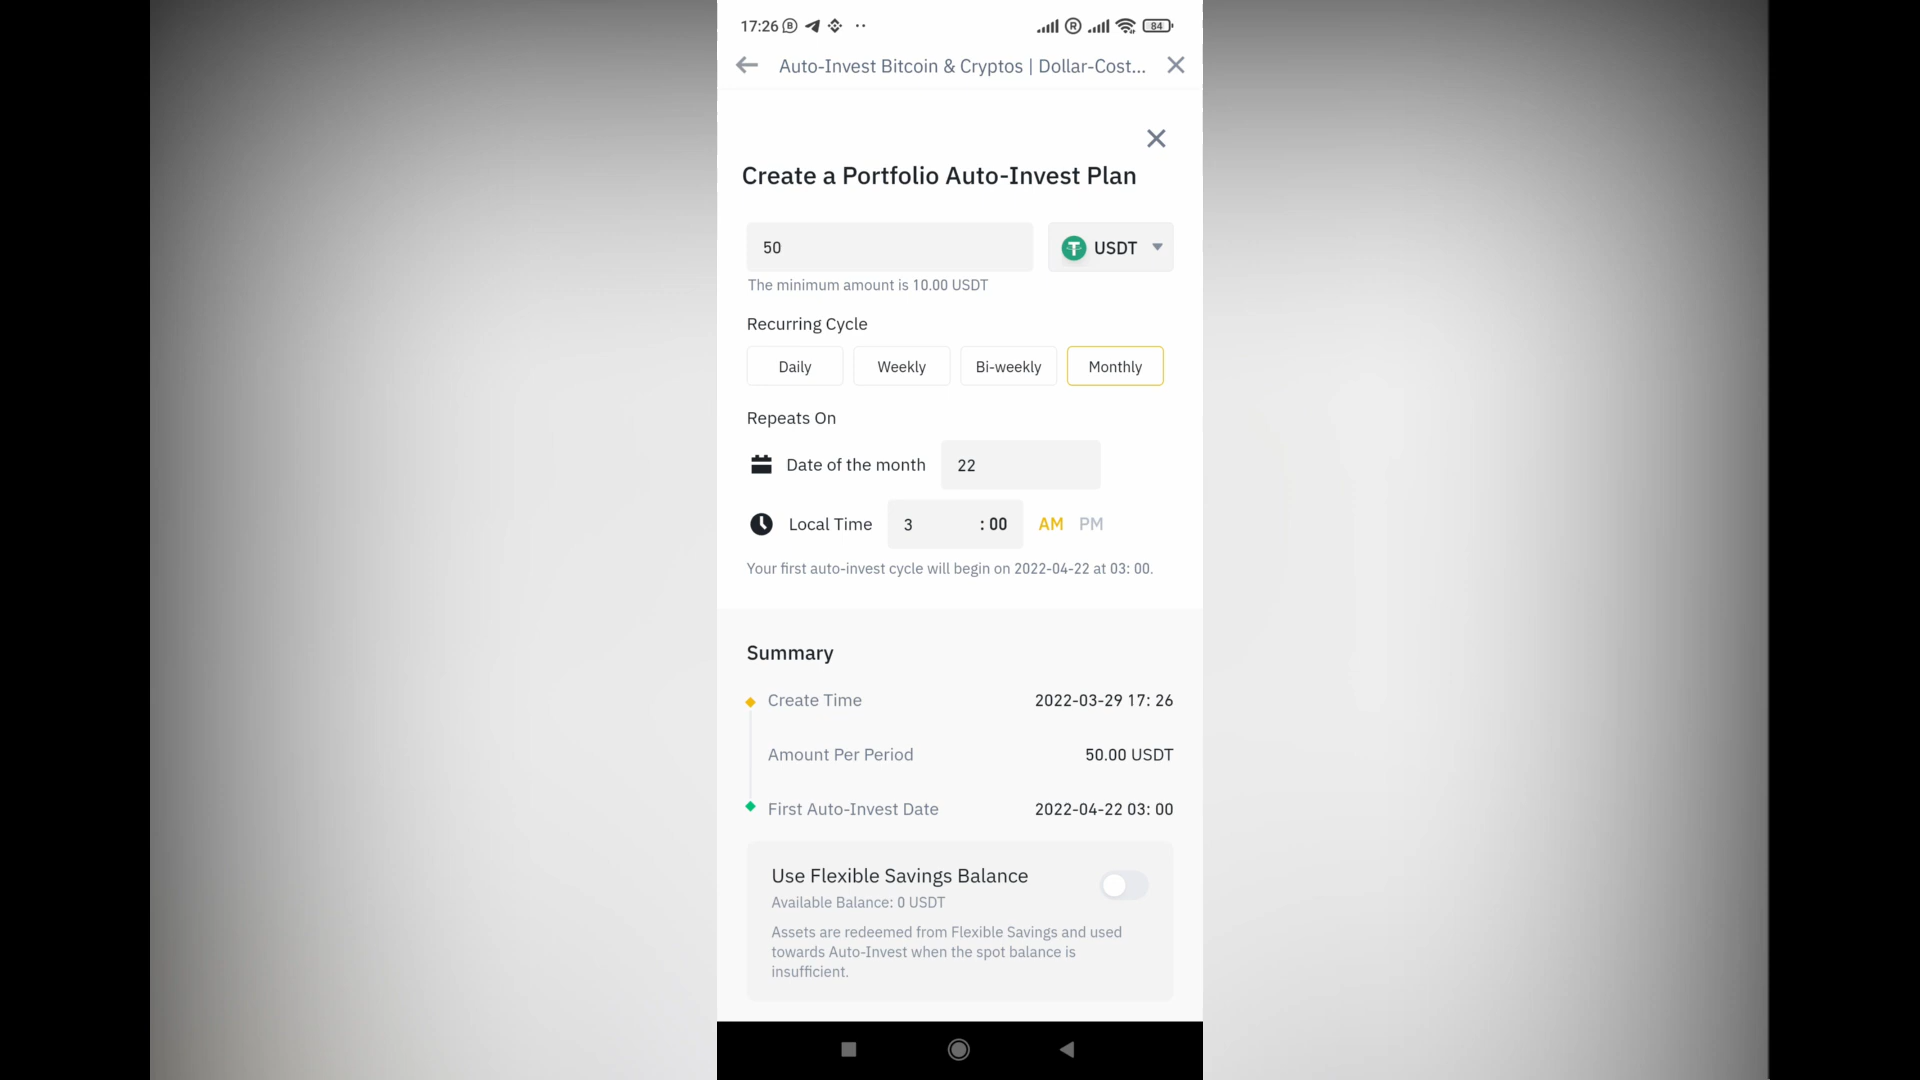 17:26
84
Auto-Invest Bitcoin & Cryptos | Dollar-Cost...
Create a Portfolio Auto-Invest Plan
50
USDT
The minimum amount is 10.00 USDT
Recurring Cycle
Daily Weekly Bi-weekly Monthly
Repeats On
Date of the month 22
Local Time 3 : 00 AM PM
Your first auto-invest cycle will begin on 2022-04-22 at 03: 00.
Summary
Create Time 2022-03-29 17: 26
Amount Per Period 50.00 USDT
First Auto-Invest Date 2022-04-22 03: 00
Use Flexible Savings Balance
Available Balance: 0 USDT
Assets are redeemed from Flexible Savings and used
towards Auto-Invest when the spot balance is
insufficient.